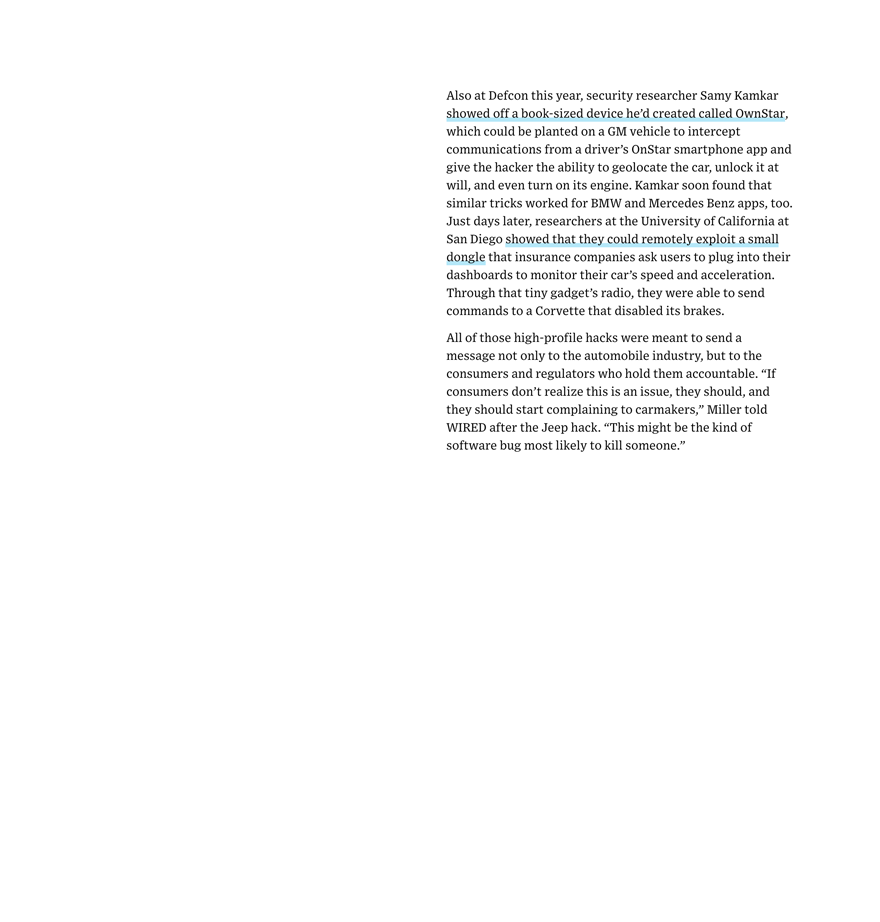 Also at Defcon this year, security researcher Samy Kamkar
showed off a book-sized device he’d created called OwnStar,
which could be planted on a GM vehicle to intercept
communications from a driver’s OnStar smartphone app and
give the hacker the ability to geolocate the car, unlock it at
will, and even turn on its engine. Kamkar soon found that
similar tricks worked for BMW and Mercedes Benz apps, too.
Just days later, researchers at the University of California at
San Diego showed that they could remotely exploit a small
dongle that insurance companies ask users to plug into their
dashboards to monitor their car’s speed and acceleration.
Through that tiny gadget’s radio, they were able to send
commands to a Corvette that disabled its brakes.
All of those high-profile hacks were meant to send a
message not only to the automobile industry, but to the
consumers and regulators who hold them accountable. “If
consumers don’t realize this is an issue, they should, and
they should start complaining to carmakers,” Miller told
WIRED after the Jeep hack. “This might be the kind of
software bug most likely to kill someone.”